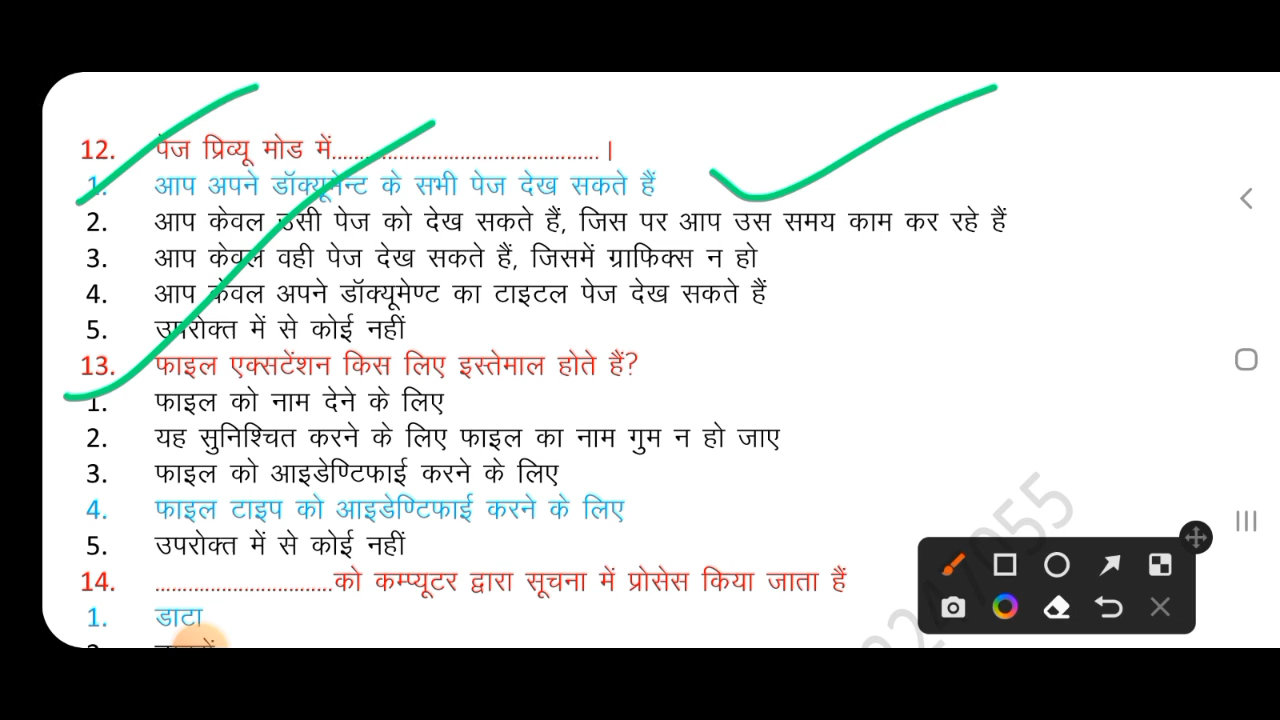 12. पेज प्रिव्यू मोड में..................................................।
1. आप अपने डॉक्यूमेन्ट के सभी पेज देख सकते हैं
2. आप केवल उसी पेज को देख सकते हैं, जिस पर आप उस समय काम कर रहे हैं
3. आप केवल वही पेज देख सकते हैं, जिसमें ग्राफिक्स न हो
4. आप केवल अपने डॉक्यूमेण्ट का टाइटल पेज देख सकते हैं
5. उपरोक्त में से कोई नहीं
13. फाइल एक्सटेंशन किस लिए इस्तेमाल होते हैं?
1. फाइल को नाम देने के लिए
2. यह सुनिश्चित करने के लिए फाइल का नाम गुम न हो जाए
3. फाइल को आइडेण्टिफाई करने के लिए
4. फाइल टाइप को आइडेण्टिफाई करने के लिए
5. उपरोक्त में से कोई नहीं
14. .................................को कम्प्यूटर द्वारा सूचना में प्रोसेस किया जाता हैं
1. डाटा
2.